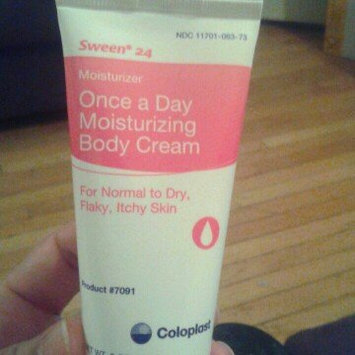 NDC 11701-063-73
Sween® 24
Moisturizer
Once a Day
Moisturizing
Body Cream
For Normal to Dry,
Flaky, Itchy Skin
Product #7091
Coloplast